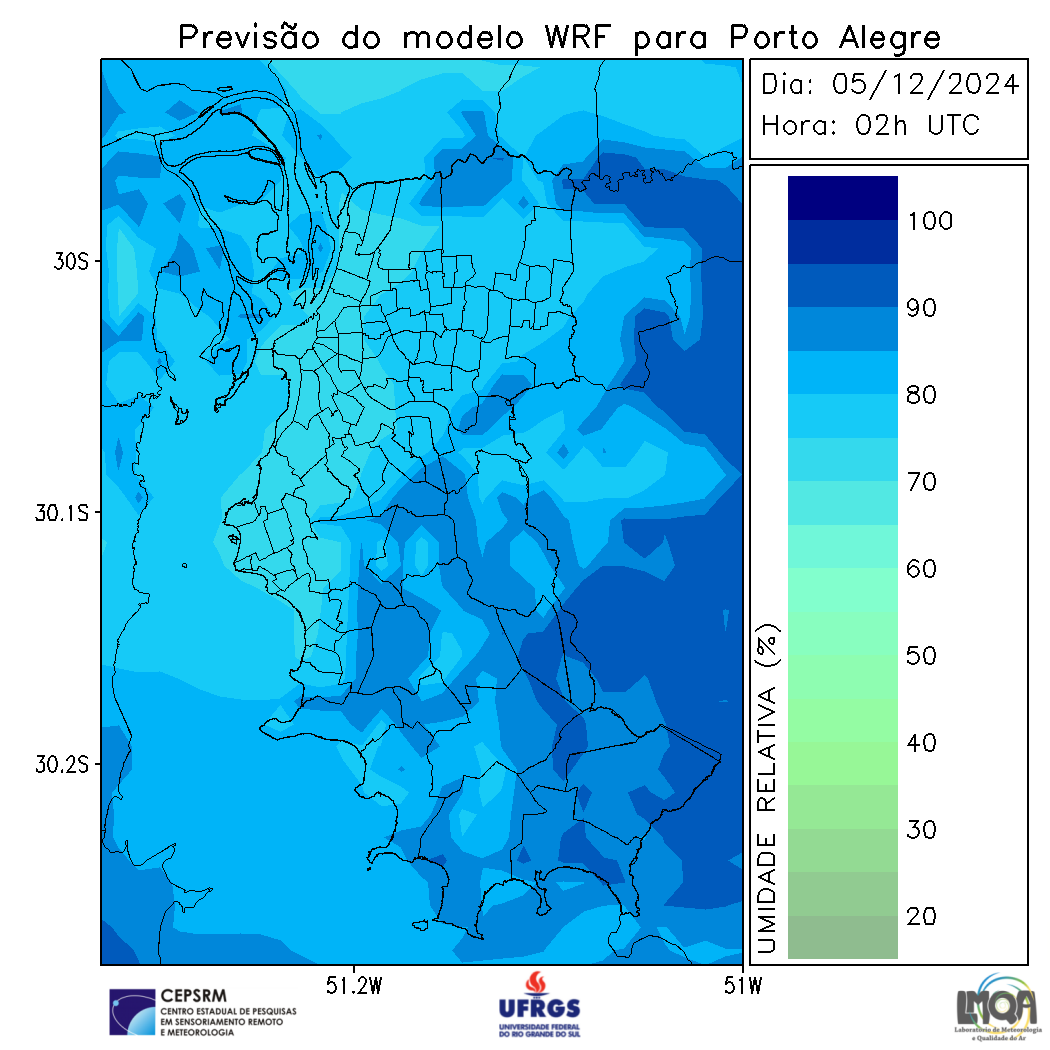 Previsão do modelo WRF para Porto Alegre
Dia: 05/12/2024
Hora: 02h UTC
30S
30.1S
30.2S
51.2W
51W
UMIDADE RELATIVA (%)
100
90
80
70
60
50
40
30
20
CEPSRM
CENTRO ESTADUAL DE PESQUISAS
EM SENSORIAMENTO REMOTO
E METEOROLOGIA
UFRGS
UNIVERSIDADE FEDERAL
DO RIO GRANDE DO SUL
LMQA
Laboratório de Meteorologia
e Qualidade do Ar